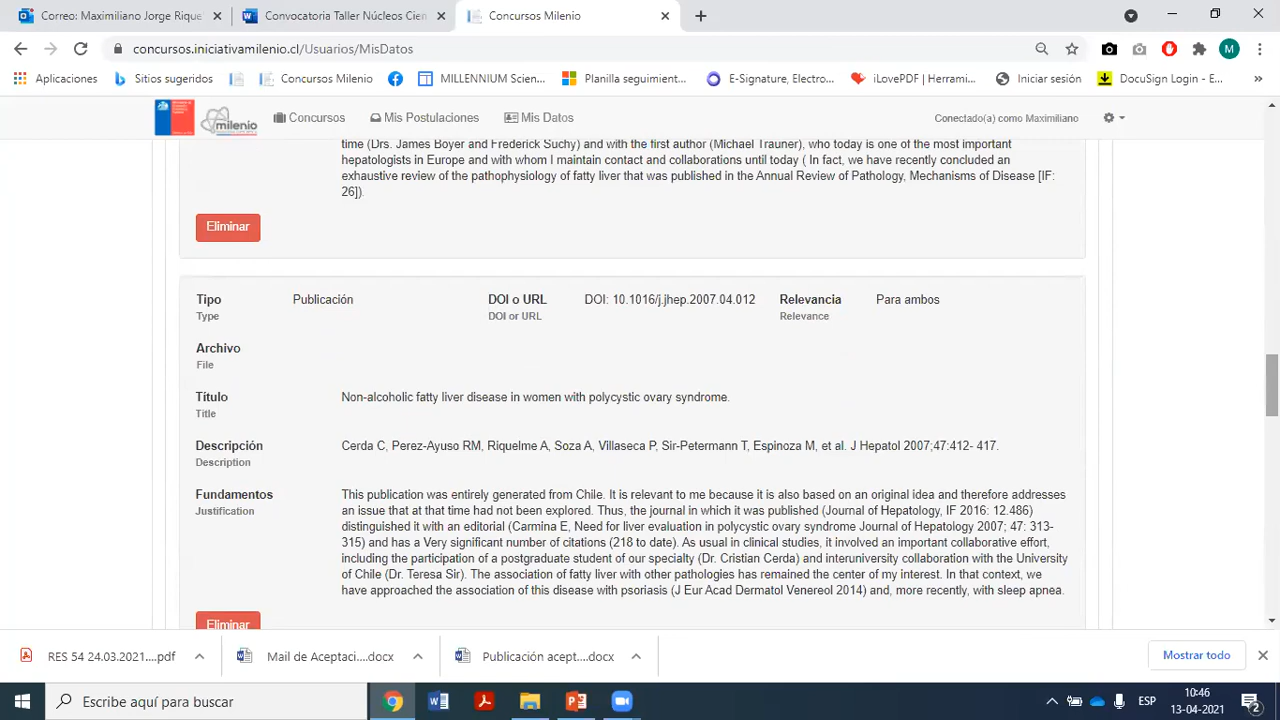 Correo: Maximiliano Jorge Rique
Convocatoria Taller Núcleos Cien
Concursos Milenio
concursos.iniciativamilenio.cl/Usuarios/MisDatos
M
Aplicaciones
Sitios sugeridos
Concursos Milenio
MILLENNIUM Scien...
Planilla seguimient...
E-Signature, Electro...
iLovePDF | Herrami...
Iniciar sesión
DocuSign Login - E...
»
milenio
Concursos
Mis Postulaciones
Mis Datos
Conectado(a) como Maximiliano
time (Drs. James Boyer and Frederick Suchy) and with the first author (Michael Trauner), who today is one of the most important
hepatologists in Europe and with whom I maintain contact and collaborations until today ( In fact, we have recently concluded an
exhaustive review of the pathophysiology of fatty liver that was published in the Annual Review of Pathology, Mechanisms of Disease [IF:
26]).
Eliminar
Tipo Publicación DOI o URL DOI: 10.1016/j.jhep.2007.04.012 Relevancia Para ambos
Type DOI or URL Relevance
Archivo
File
Título Non-alcoholic fatty liver disease in women with polycystic ovary syndrome.
Title
Descripción Cerda C, Perez-Ayuso RM, Riquelme A, Soza A, Villaseca P, Sir-Petermann T, Espinoza M, et al. J Hepatol 2007;47:412- 417.
Description
Fundamentos This publication was entirely generated from Chile. It is relevant to me because it is also based on an original idea and therefore addresses
Justification an issue that at that time had not been explored. Thus, the journal in which it was published (Journal of Hepatology, IF 2016: 12.486)
distinguished it with an editorial (Carmina E, Need for liver evaluation in polycystic ovary syndrome Journal of Hepatology 2007; 47: 313-
315) and has a Very significant number of citations (218 to date). As usual in clinical studies, it involved an important collaborative effort,
including the participation of a postgraduate student of our specialty (Dr. Cristian Cerda) and interuniversity collaboration with the University
of Chile (Dr. Teresa Sir). The association of fatty liver with other pathologies has remained the center of my interest. In that context, we
have approached the association of this disease with psoriasis (J Eur Acad Dermatol Venereol 2014) and, more recently, with sleep apnea.
Eliminar
RES 54 24.03.2021....pdf
Mail de Aceptaci....docx
Publicación acept....docx
Mostrar todo
Escribe aquí para buscar
ESP
10:46
13-04-2021
2